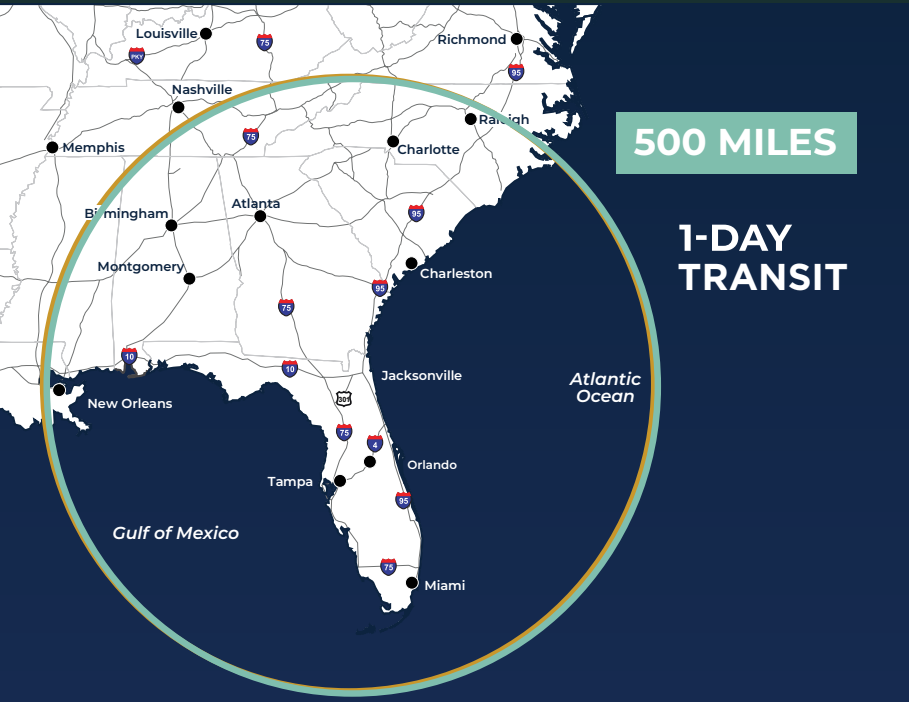 Louisville
75
Richmond
PKY
95
Nashville
500 MILES
Raleigh
75
Memphis
Charlotte
Atlanta
Birmingham
95
1-DAY
TRANSIT
Montgomery
Charleston
95
75
10
10
Jacksonville
Atlantic
Ocean
New Orleans
301
75
4
Orlando
Tampa
95
Gulf of Mexico
75
Miami